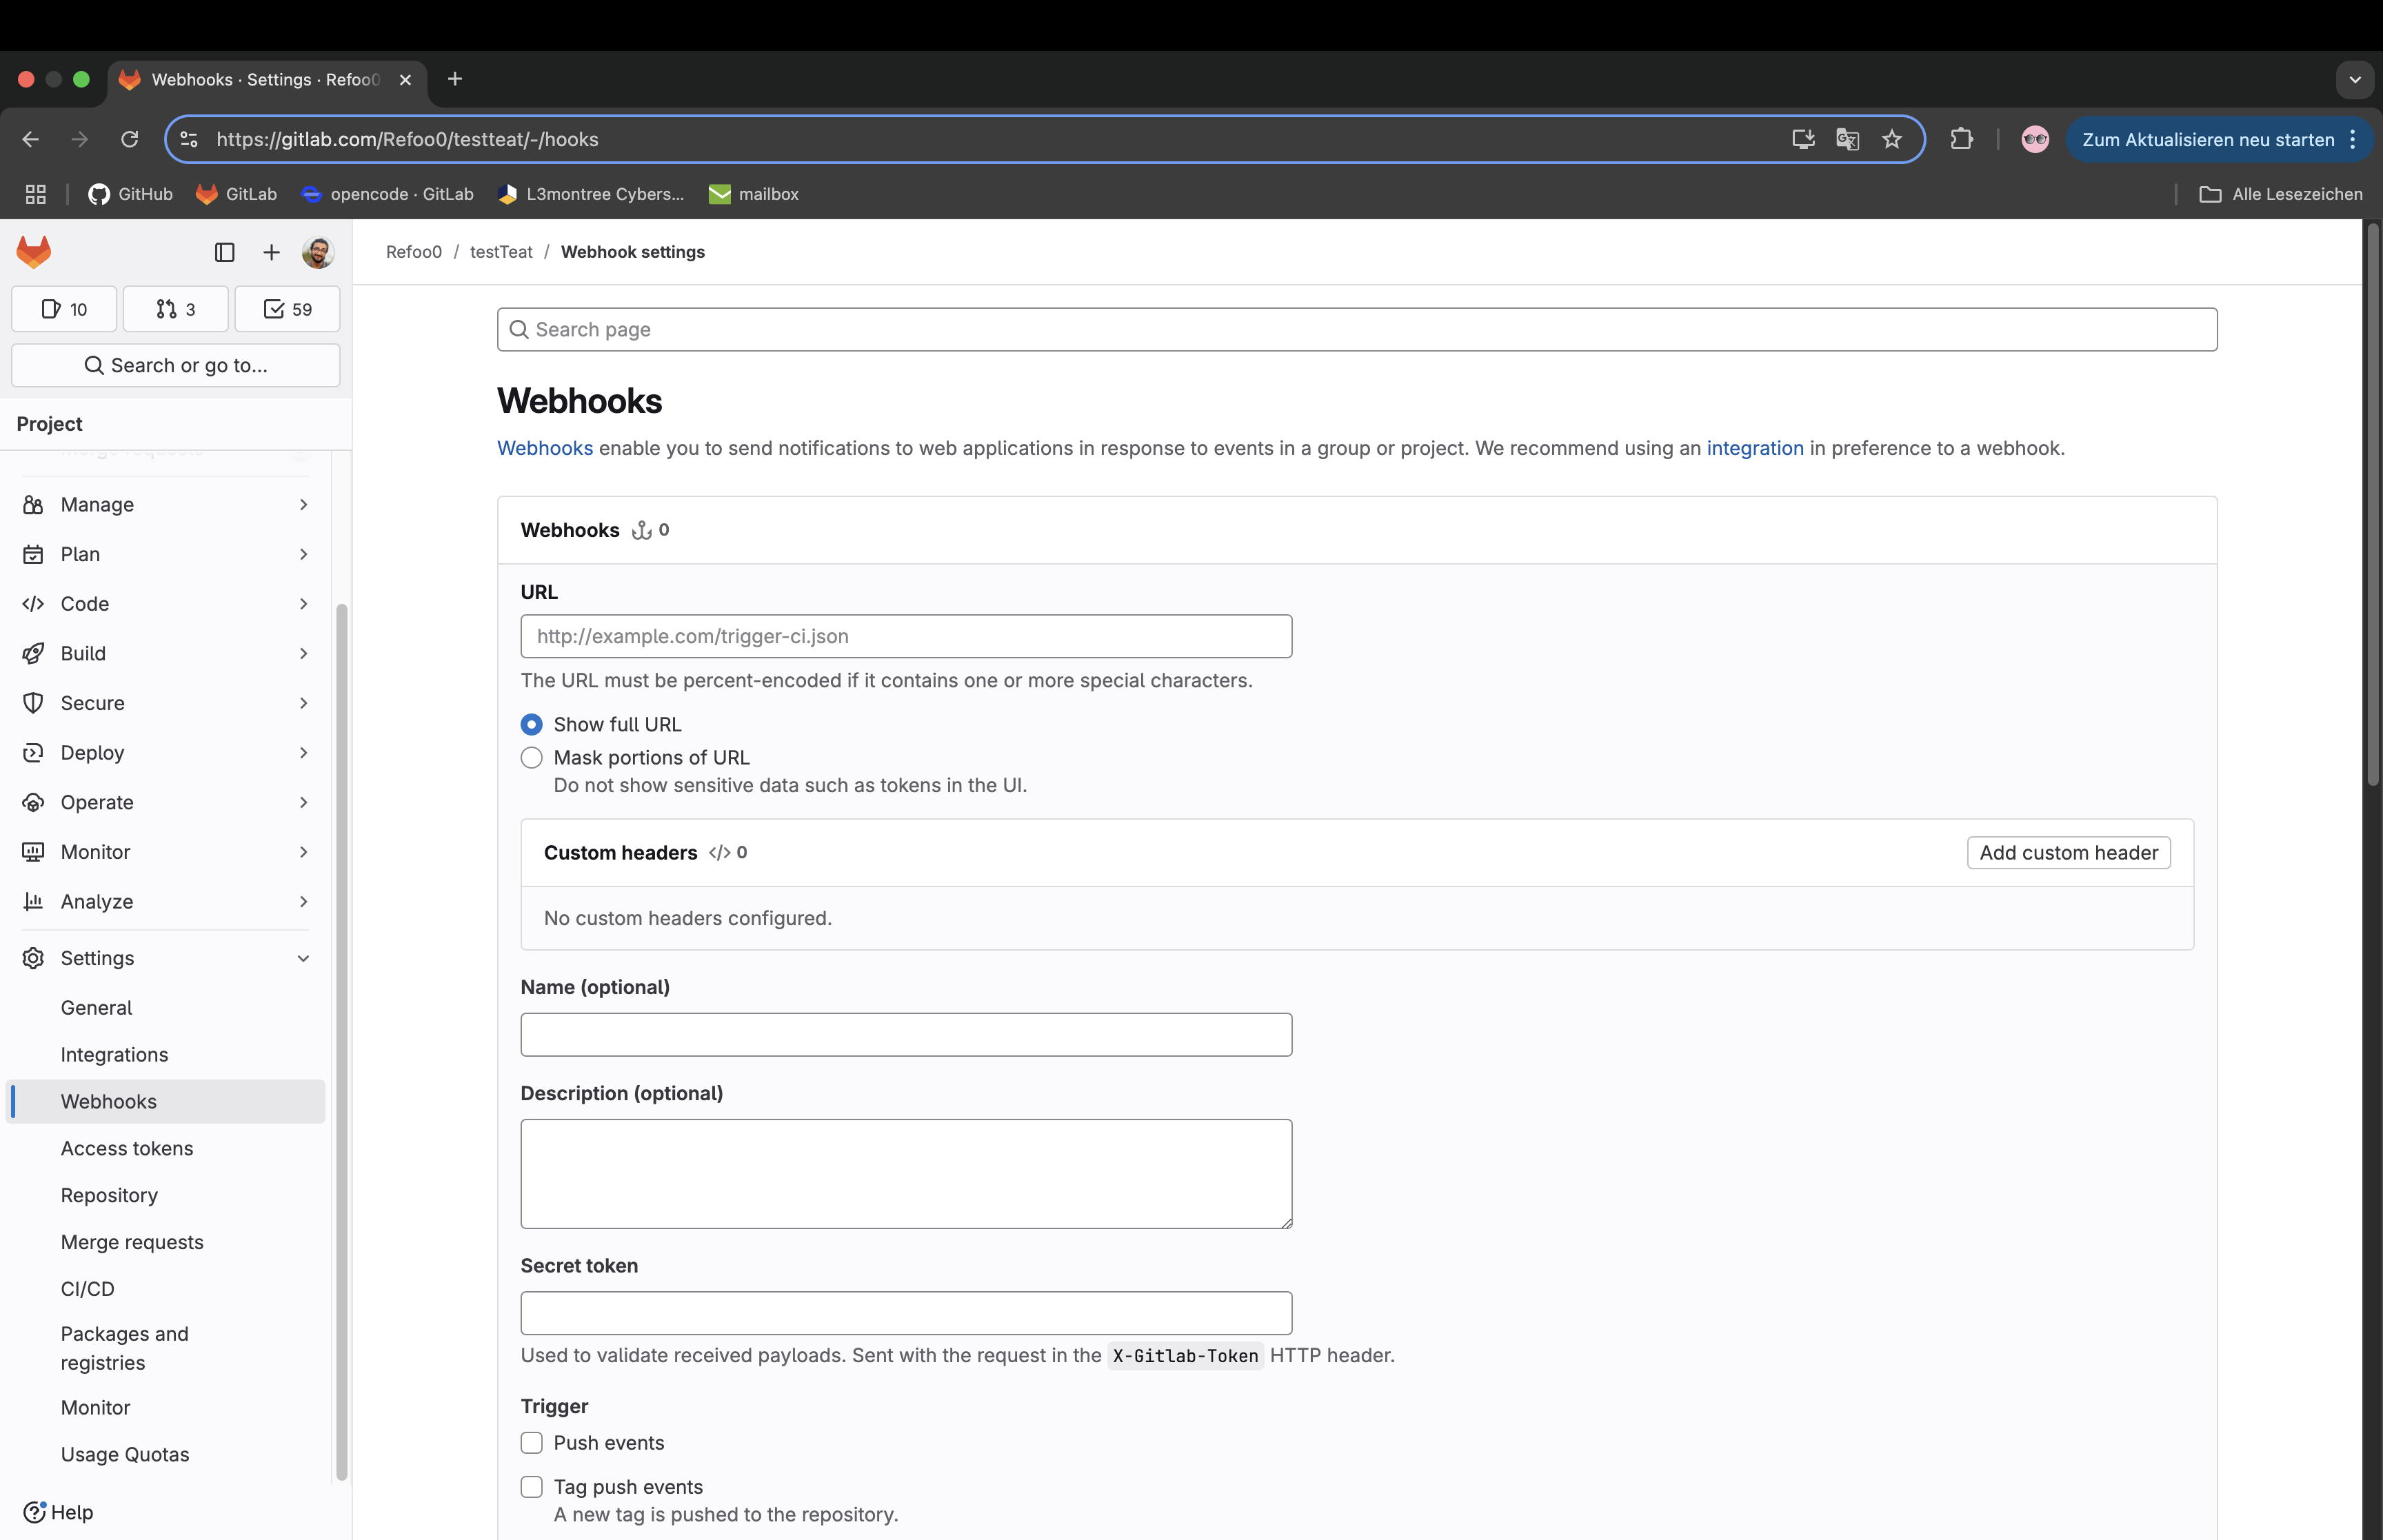 Webhooks · Settings · Refoo0
https://gitlab.com/Refoo0/testteat/-/hooks
Zum Aktualisieren neu starten
GitHub
GitLab
opencode · GitLab
L3montree Cybers...
mailbox
Alle Lesezeichen
10
3
59
Search or go to...
Project
Merge requests
Manage
Plan
Code
Build
Secure
Deploy
Operate
Monitor
Analyze
Settings
General
Integrations
Webhooks
Access tokens
Repository
Merge requests
CI/CD
Packages and
registries
Monitor
Usage Quotas
Help
Refoo0 / testTeat / Webhook settings
Search page
Webhooks
Webhooks enable you to send notifications to web applications in response to events in a group or project. We recommend using an integration in preference to a webhook.
Webhooks 0
URL
http://example.com/trigger-ci.json
The URL must be percent-encoded if it contains one or more special characters.
Show full URL
Mask portions of URL
Do not show sensitive data such as tokens in the UI.
Custom headers 0
Add custom header
No custom headers configured.
Name (optional)
Description (optional)
Secret token
Used to validate received payloads. Sent with the request in the X-Gitlab-Token HTTP header.
Trigger
Push events
Tag push events
A new tag is pushed to the repository.